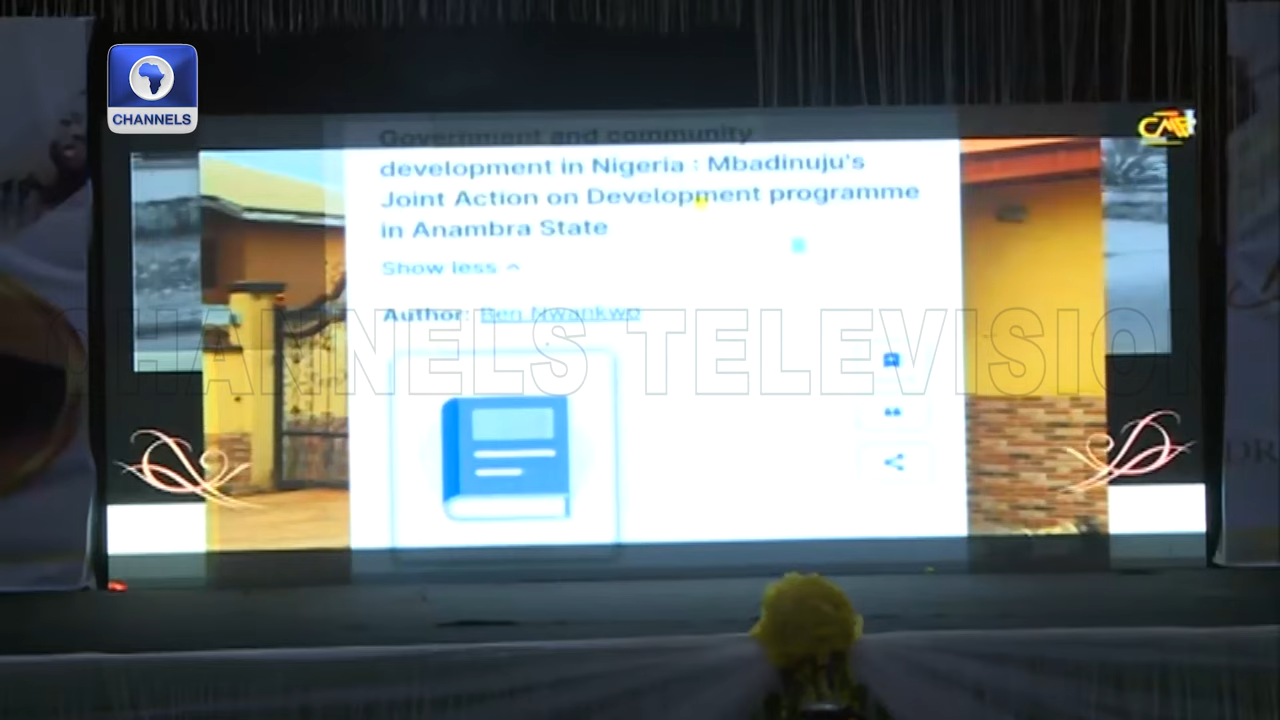 CHANNELS
Government and community
development in Nigeria : Mbadinuju's
Joint Action on Development programme
in Anambra State
Show less
Author: Ben Nwankwo
CHANNELS TELEVISION